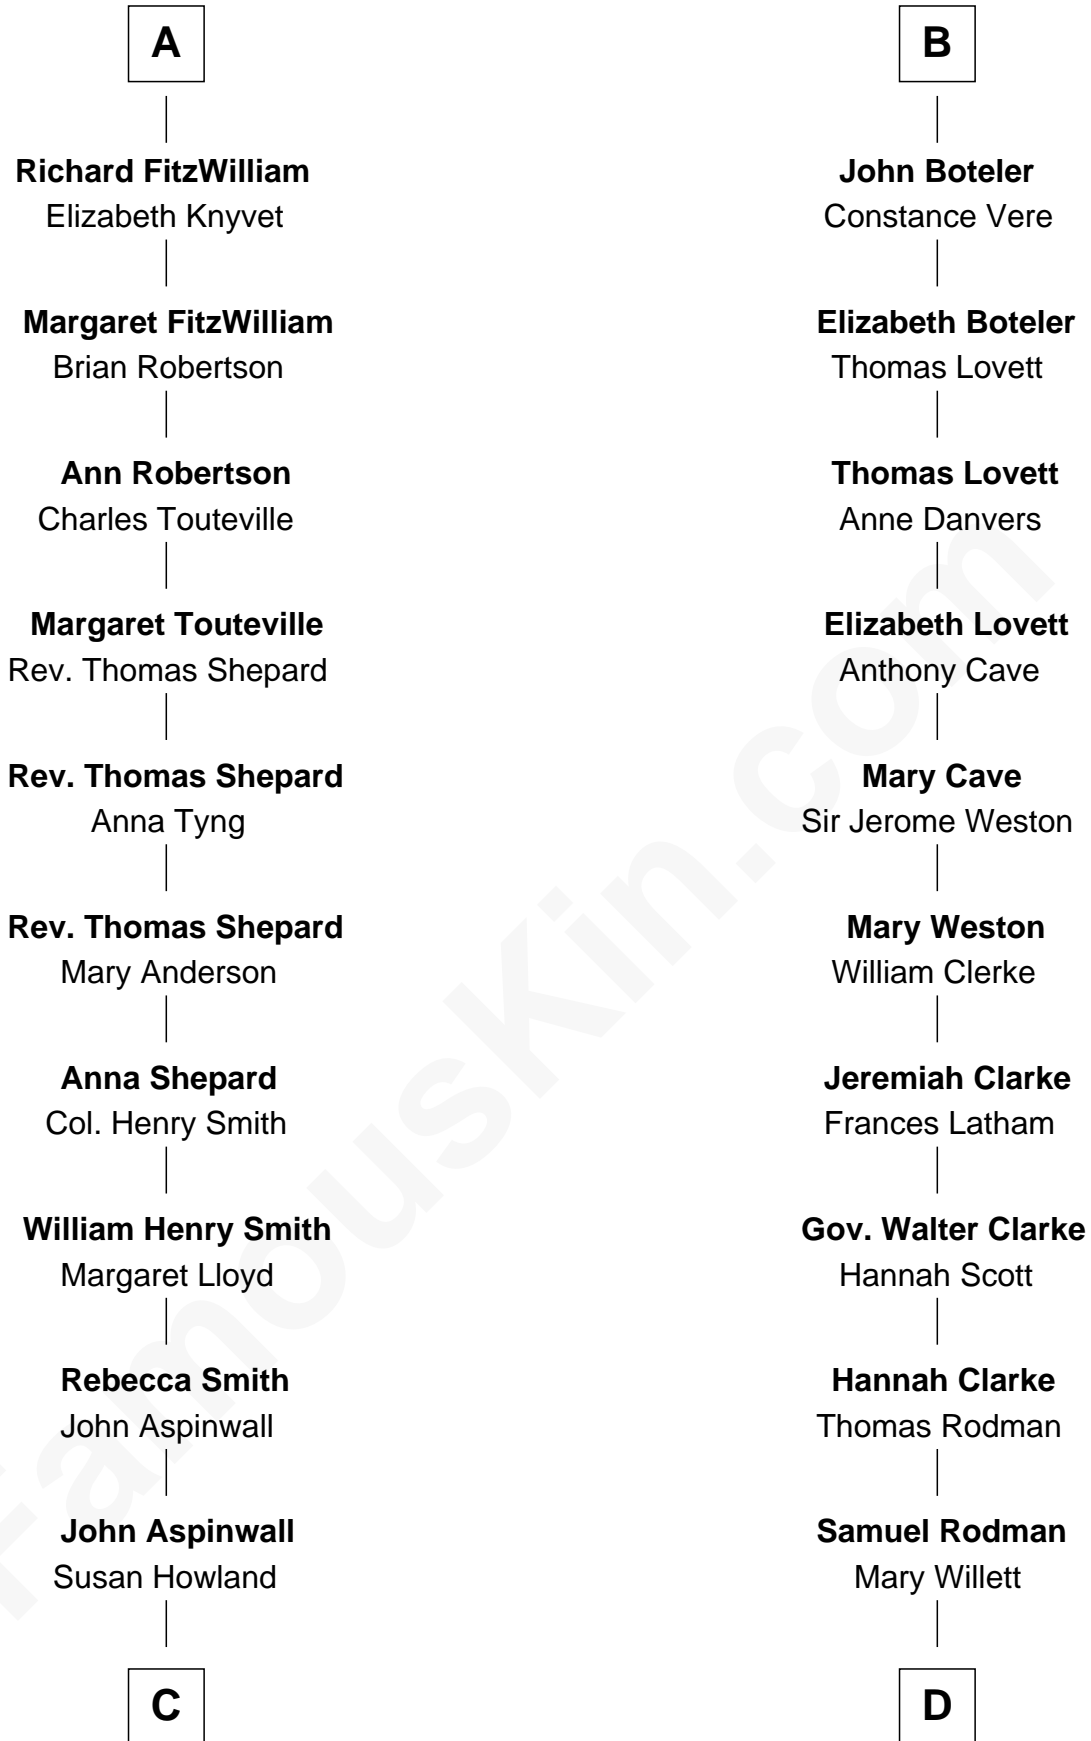 A
Richard FitzWilliam
Elizabeth Knyvet
Margaret FitzWilliam
Brian Robertson
Ann Robertson
Charles Touteville
Margaret Touteville
Rev. Thomas Shepard
Rev. Thomas Shepard
Anna Tyng
Rev. Thomas Shepard
Mary Anderson
Anna Shepard
Col. Henry Smith
William Henry Smith
Margaret Lloyd
Rebecca Smith
John Aspinwall
John Aspinwall
Susan Howland
C
B
John Boteler
Constance Vere
Elizabeth Boteler
Thomas Lovett
Thomas Lovett
Anne Danvers
Elizabeth Lovett
Anthony Cave
Mary Cave
Sir Jerome Weston
Mary Weston
William Clerke
Jeremiah Clarke
Frances Latham
Gov. Walter Clarke
Hannah Scott
Hannah Clarke
Thomas Rodman
Samuel Rodman
Mary Willett
D
FamousKin.com